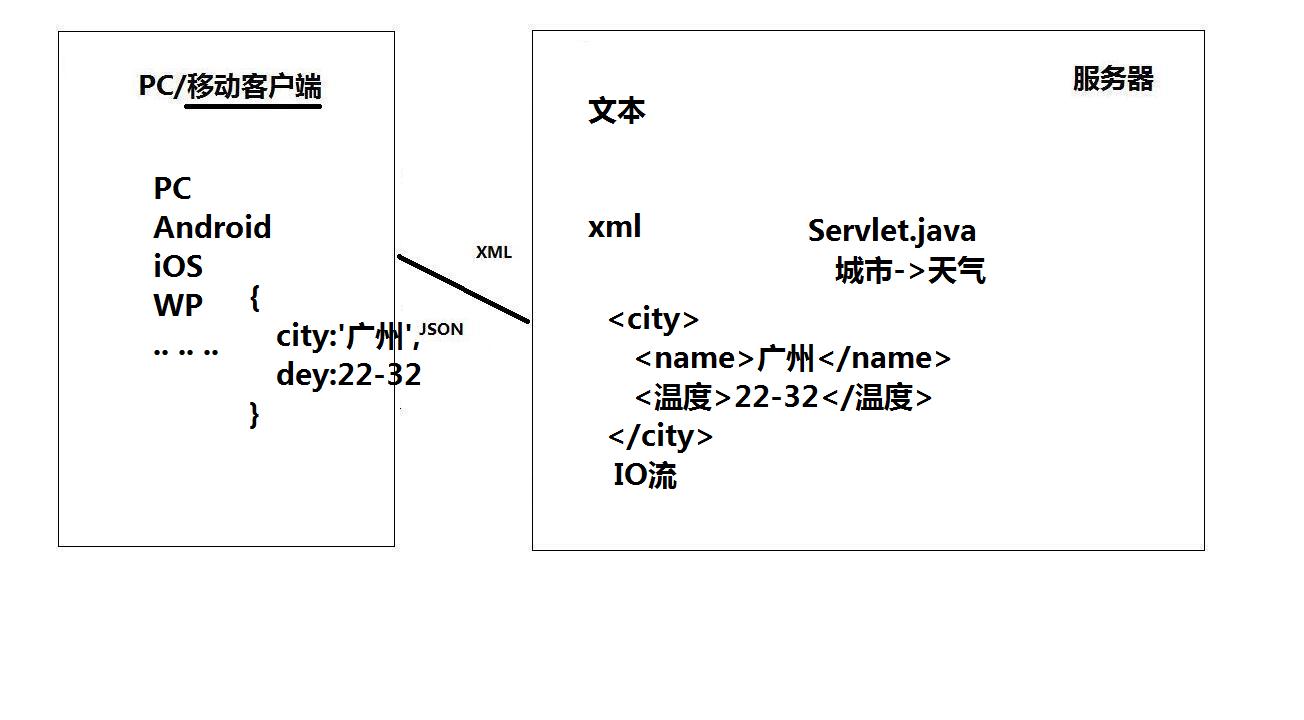 PC/移动客户端
PC
Android
iOS
WP
.. .. ..
{
city:'广州',
dey:22-32
}
XML
JSON
服务器
文本
xml
Servlet.java
城市->天气
<city>
<name>广州</name>
<温度>22-32</温度>
</city>
IO流